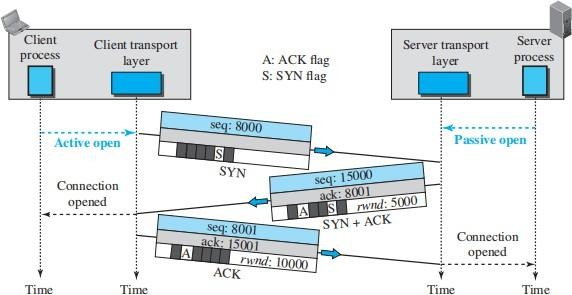 Client
process
Client transport
layer
A: ACK flag
S: SYN flag
Server transport
layer
Server
process
Active open
Passive open
seq: 8000
S
SYN
seq: 15000
ack: 8001
A
S
rwnd: 5000
SYN + ACK
Connection
opened
seq: 8001
ack: 15001
A
rwnd: 10000
ACK
Connection
opened
Time
Time
Time
Time